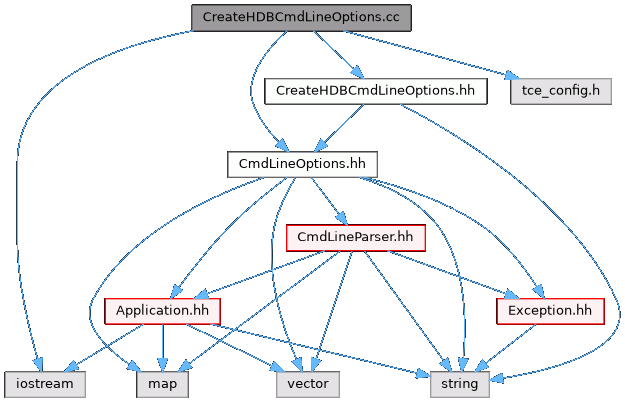 CreateHDBCmdLineOptions.cc
CreateHDBCmdLineOptions.hh
tce_config.h
CmdLineOptions.hh
CmdLineParser.hh
Application.hh
Exception.hh
iostream
map
vector
string